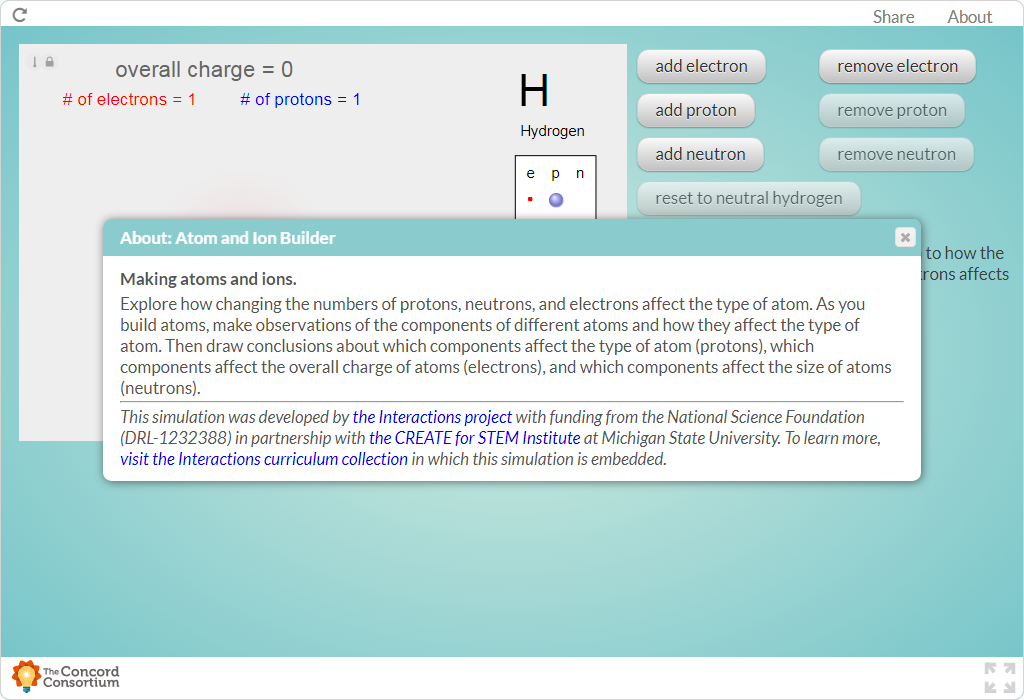 Share About
overall charge = 0
# of electrons = 1 # of protons = 1
H
Hydrogen
e p n
add electron remove electron
add proton remove proton
add neutron remove neutron
reset to neutral hydrogen
to how the
trons affects
About: Atom and Ion Builder
Making atoms and ions.
Explore how changing the numbers of protons, neutrons, and electrons affect the type of atom. As you
build atoms, make observations of the components of different atoms and how they affect the type of
atom. Then draw conclusions about which components affect the type of atom (protons), which
components affect the overall charge of atoms (electrons), and which components affect the size of atoms
(neutrons).
This simulation was developed by the Interactions project with funding from the National Science Foundation
(DRL-1232388) in partnership with the CREATE for STEM Institute at Michigan State University. To learn more,
visit the Interactions curriculum collection in which this simulation is embedded.
The Concord
Consortium